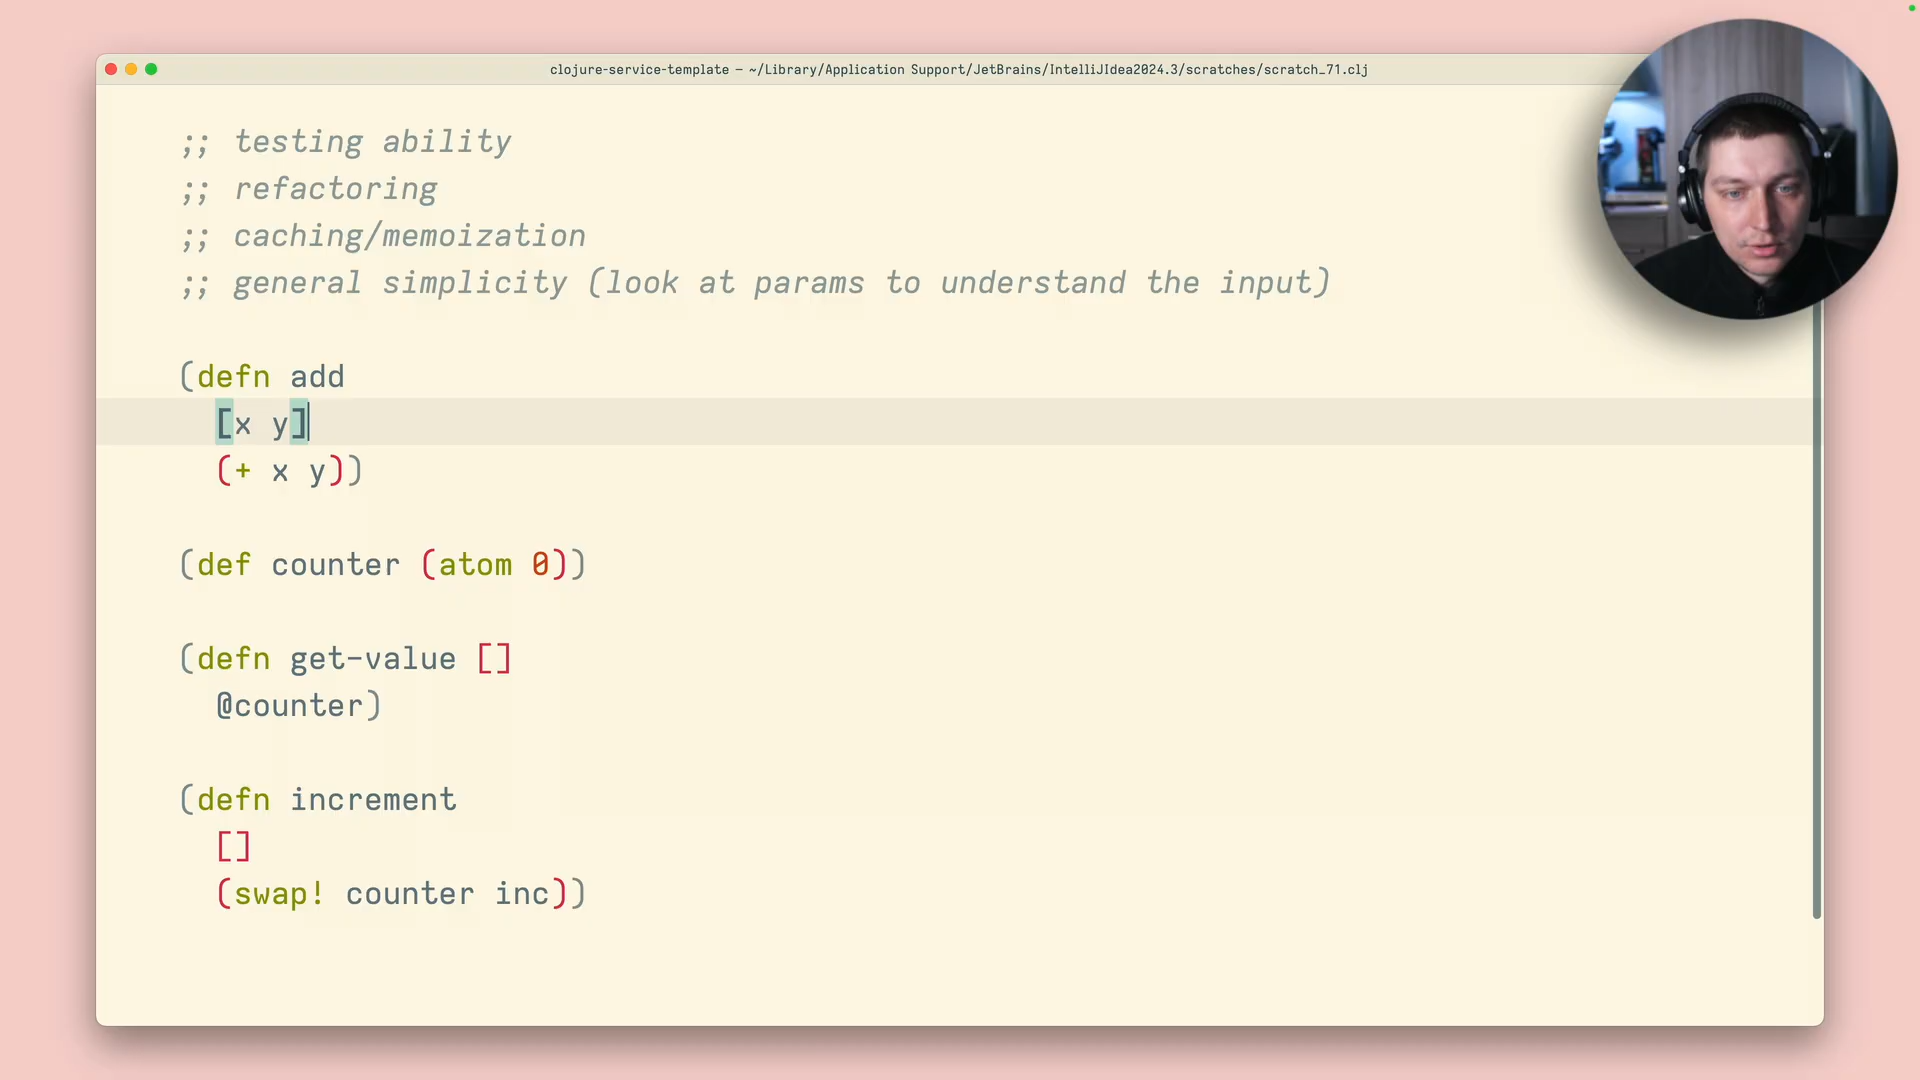 clojure-service-template – ~/Library/Application Support/JetBrains/IntelliJIdea2024.3/scratches/scratch_71.clj
;; testing ability
;; refactoring
;; caching/memoization
;; general simplicity (look at params to understand the input)
(defn add
[x y]
(+ x y))
(def counter (atom 0))
(defn get-value []
@counter)
(defn increment
[]
(swap! counter inc))